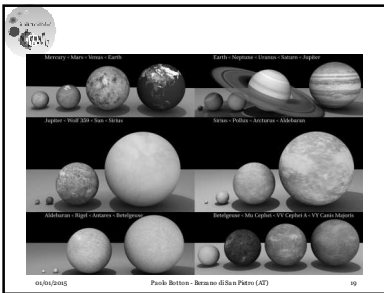 Mercury < Mars < Venus < Earth
Earth < Neptune < Uranus < Saturn < Jupiter
Jupiter < Wolf 359 < Sun < Sirius
Sirius < Pollux < Arcturus < Aldebaran
Aldebaran < Rigel < Antares < Betelgeuse
Betelgeuse < Mu Cephei < VV Cephei A < VY Canis Majoris
01/01/2015
Paolo Botton - Berzano di San Pietro (AT)
19